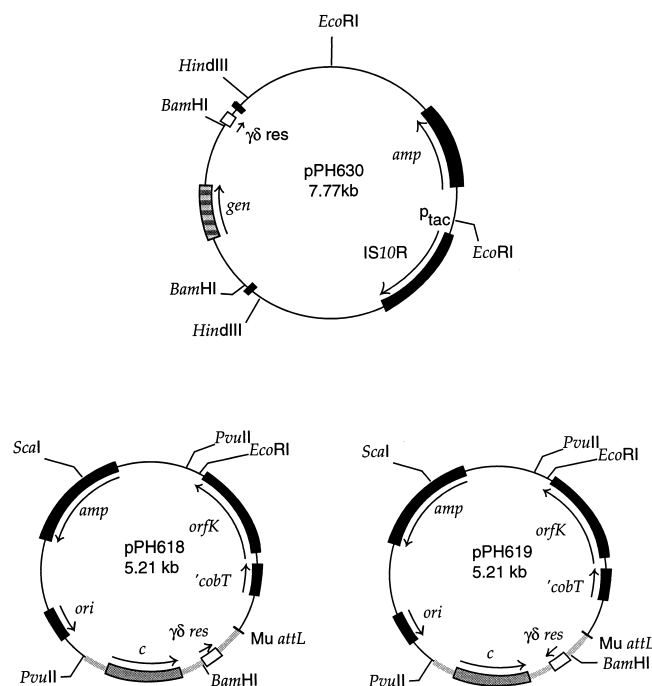 EcoRI
HindIII
BamHI
γδ res
amp
pPH630
7.77kb
gen
ptac
IS10R
EcoRI
BamHI
HindIII
PvuII
EcoRI
ScaI
amp
orfK
pPH618
5.21 kb
'cobT
ori
γδ res
Mu attL
c
PvuII
BamHI
PvuII
EcoRI
ScaI
amp
orfK
pPH619
5.21 kb
'cobT
ori
γδ res
Mu attL
c
BamHI
PvuII